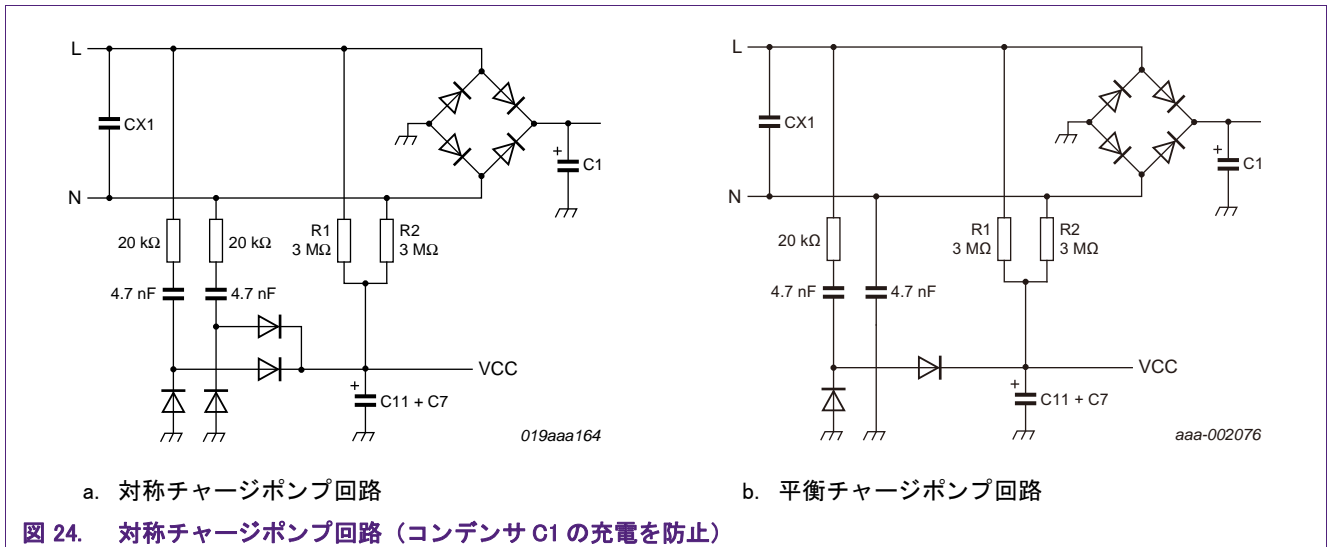 L
CX1
+
C1
N
20 kΩ
20 kΩ
R1
3 MΩ
R2
3 MΩ
4.7 nF
4.7 nF
VCC
+
C11 + C7
019aaa164
L
CX1
+
C1
N
20 kΩ
R1
3 MΩ
R2
3 MΩ
4.7 nF
4.7 nF
VCC
+
C11 + C7
aaa-002076
a. 対称チャージポンプ回路
b. 平衡チャージポンプ回路
図 24. 対称チャージポンプ回路（コンデンサ C1 の充電を防止）